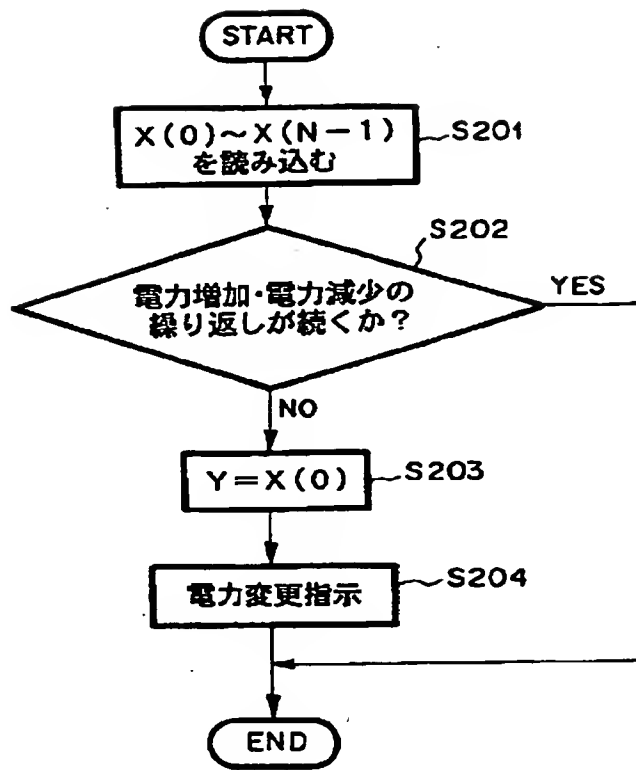 START
X(0)~X(N-1)
を読み込む
S201
S202
電力増加・電力減少の
繰り返しが続くか?
YES
NO
Y=X(0)
S203
電力変更指示
S204
END